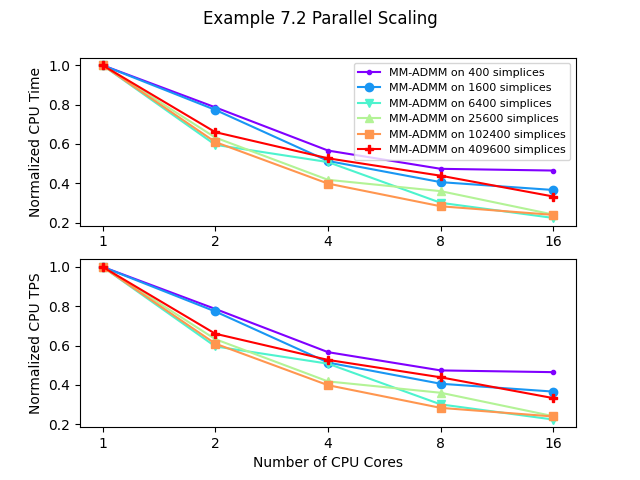 Example 7.2 Parallel Scaling
Normalized CPU Time
1.0
0.8
0.6
0.4
0.2
MM-ADMM on 400 simplices
MM-ADMM on 1600 simplices
MM-ADMM on 6400 simplices
MM-ADMM on 25600 simplices
MM-ADMM on 102400 simplices
MM-ADMM on 409600 simplices
1 2 4 8 16
Normalized CPU TPS
1.0
0.8
0.6
0.4
0.2
1 2 4 8 16
Number of CPU Cores